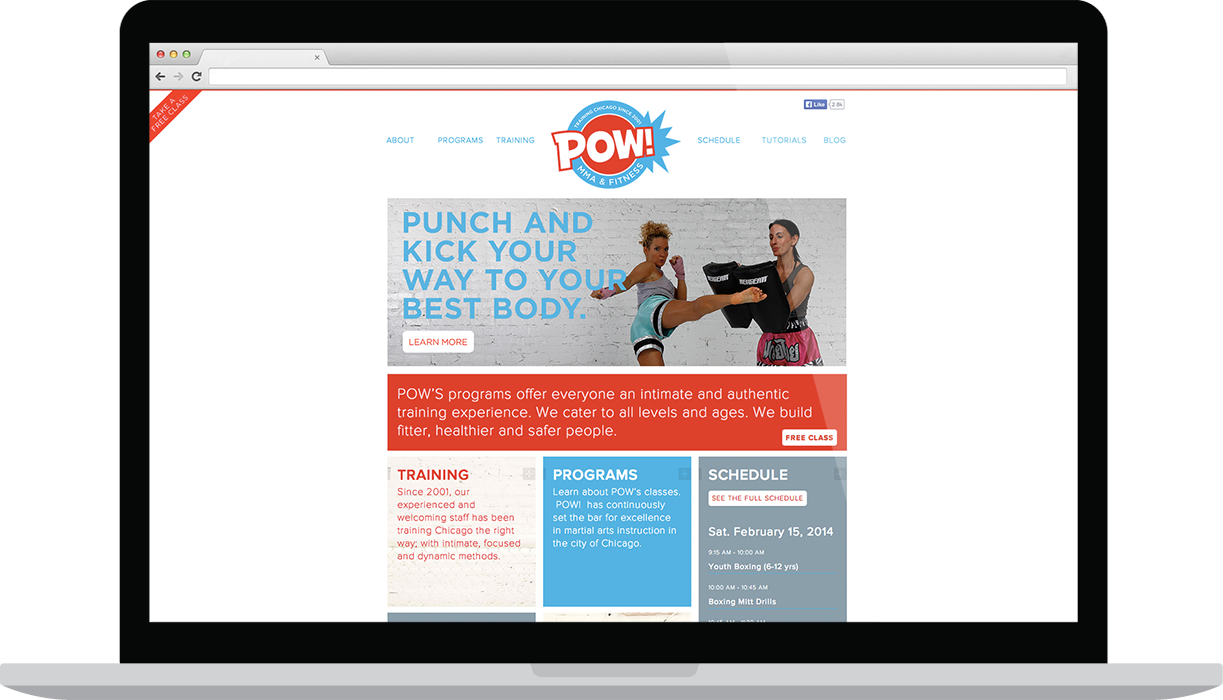 TAKE A
FREE CLASS
Like
2.8k
ABOUT
PROGRAMS
TRAINING
TRAINING CHICAGO SINCE 2001
POW!
MMA & FITNESS
SCHEDULE
TUTORIALS
BLOG
PUNCH AND
KICK YOUR
WAY TO YOUR
BEST BODY.
LEARN MORE
POW'S programs offer everyone an intimate and authentic
training experience. We cater to all levels and ages. We build
fitter, healthier and safer people.
FREE CLASS
TRAINING
Since 2001, our
experienced and
welcoming staff has been
training Chicago the right
way; with intimate, focused
and dynamic methods.
PROGRAMS
Learn about POW's classes.
POW! has continuously
set the bar for excellence
in martial arts instruction in
the city of Chicago.
SCHEDULE
SEE THE FULL SCHEDULE
Sat. February 15, 2014
9:15 AM - 10:00 AM
Youth Boxing (6-12 yrs)
10:00 AM - 10:45 AM
Boxing Mitt Drills